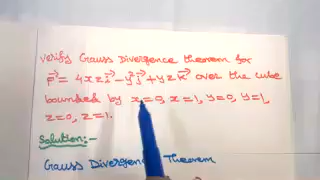 Verify Gauss Divergence theorem for
F⃗ = 4xz i⃗ - y² j⃗ + yz k⃗ over the cube
bounded by x=0, x=1, y=0, y=1,
z=0, z=1.
Solution:-
Gauss Divergence Theorem